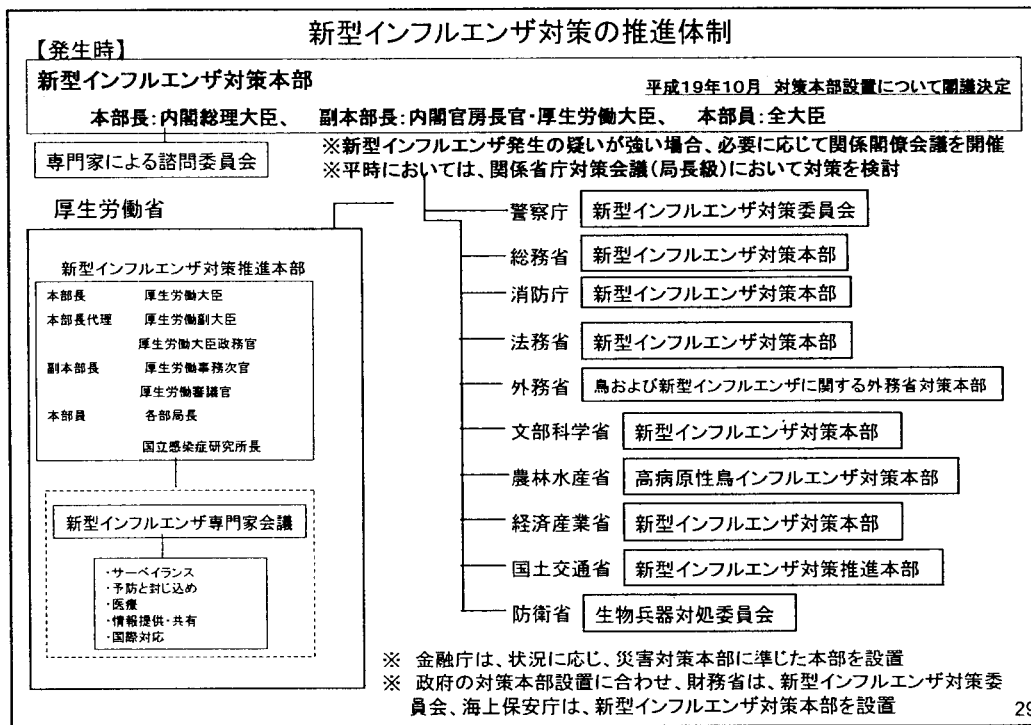 新型インフルエンザ対策の推進体制
【発生時】
新型インフルエンザ対策本部
平成19年10月 対策本部設置について閣議決定
本部長:内閣総理大臣、 副本部長:内閣官房長官・厚生労働大臣、 本部員:全大臣
専門家による諮問委員会
※新型インフルエンザ発生の疑いが強い場合、必要に応じて関係閣僚会議を開催
※平時においては、関係省庁対策会議(局長級)において対策を検討
厚生労働省
新型インフルエンザ対策推進本部
本部長 厚生労働大臣
本部長代理 厚生労働副大臣
厚生労働大臣政務官
副本部長 厚生労働事務次官
厚生労働審議官
本部員 各部局長
国立感染症研究所長
新型インフルエンザ専門家会議
・サーベイランス
・予防と封じ込め
・医療
・情報提供・共有
・国際対応
警察庁 新型インフルエンザ対策委員会
総務省 新型インフルエンザ対策本部
消防庁 新型インフルエンザ対策本部
法務省 新型インフルエンザ対策本部
外務省 鳥および新型インフルエンザに関する外務省対策本部
文部科学省 新型インフルエンザ対策本部
農林水産省 高病原性鳥インフルエンザ対策本部
経済産業省 新型インフルエンザ対策本部
国土交通省 新型インフルエンザ対策推進本部
防衛省 生物兵器対処委員会
※ 金融庁は、状況に応じ、災害対策本部に準じた本部を設置
※ 政府の対策本部設置に合わせ、財務省は、新型インフルエンザ対策委
員会、海上保安庁は、新型インフルエンザ対策本部を設置
29